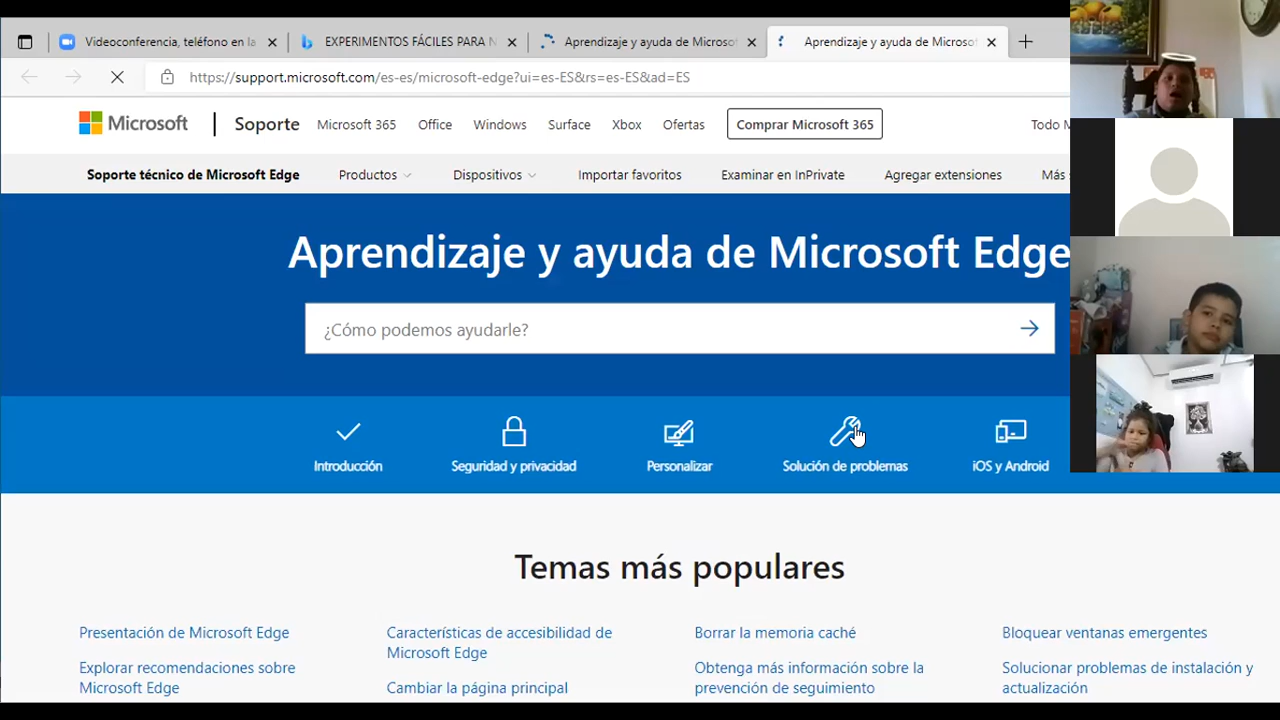 Videoconferencia, teléfono en la
EXPERIMENTOS FÁCILES PARA N
Aprendizaje y ayuda de Microsof
Aprendizaje y ayuda de Microsof
https://support.microsoft.com/es-es/microsoft-edge?ui=es-ES&rs=es-ES&ad=ES
Microsoft
Soporte
Microsoft 365
Office
Windows
Surface
Xbox
Ofertas
Comprar Microsoft 365
Todo M
Soporte técnico de Microsoft Edge
Productos
Dispositivos
Importar favoritos
Examinar en InPrivate
Agregar extensiones
Más
Aprendizaje y ayuda de Microsoft Edge
¿Cómo podemos ayudarle?
Introducción
Seguridad y privacidad
Personalizar
Solución de problemas
iOS y Android
Temas más populares
Presentación de Microsoft Edge
Explorar recomendaciones sobre
Microsoft Edge
Características de accesibilidad de
Microsoft Edge
Cambiar la página principal
Borrar la memoria caché
Obtenga más información sobre la
prevención de seguimiento
Bloquear ventanas emergentes
Solucionar problemas de instalación y
actualización